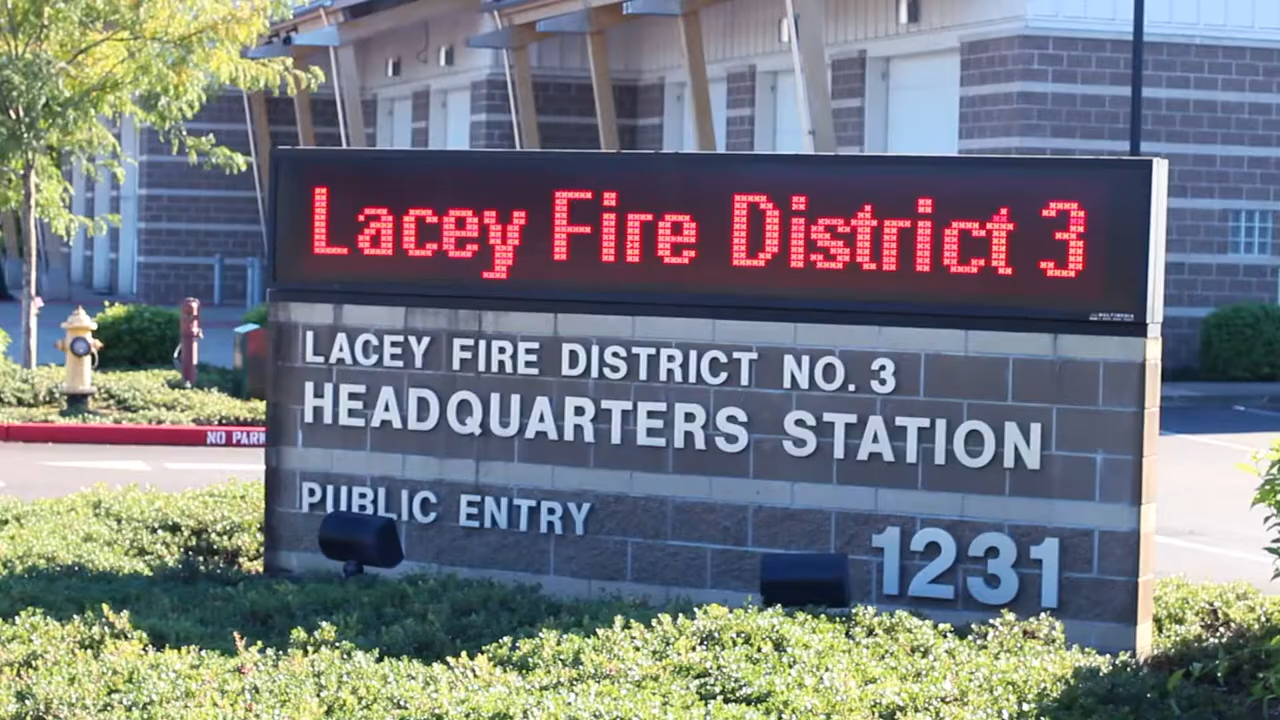 Lacey Fire District 3
LACEY FIRE DISTRICT NO. 3
HEADQUARTERS STATION
PUBLIC ENTRY
1231
NO PARK